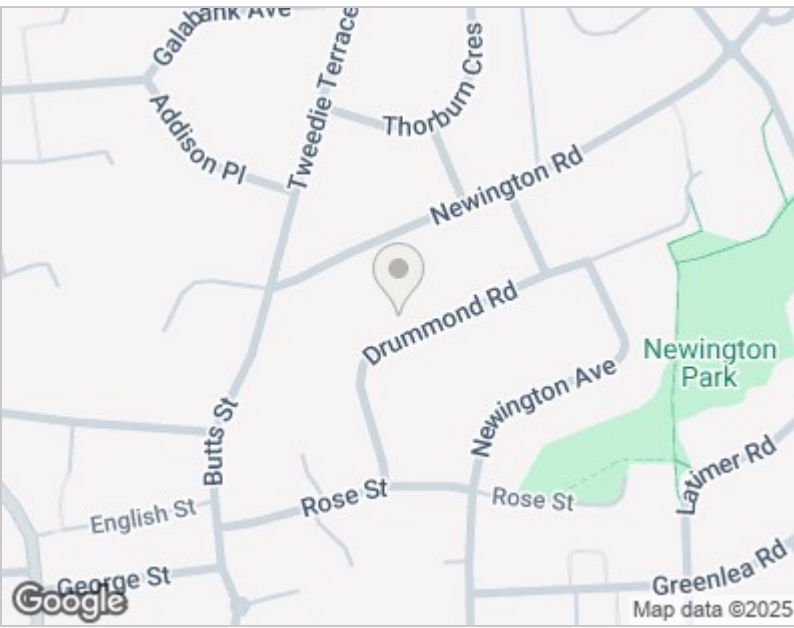 Galabank Ave
Tweedie Terrace
Thorburn Cres
Addison Pl
Newington Rd
Drummond Rd
Newington
Park
Newington Ave
Butts St
Latimer Rd
Rose St
Rose St
English St
George St
Greenlea Rd
Google
Map data ©2025